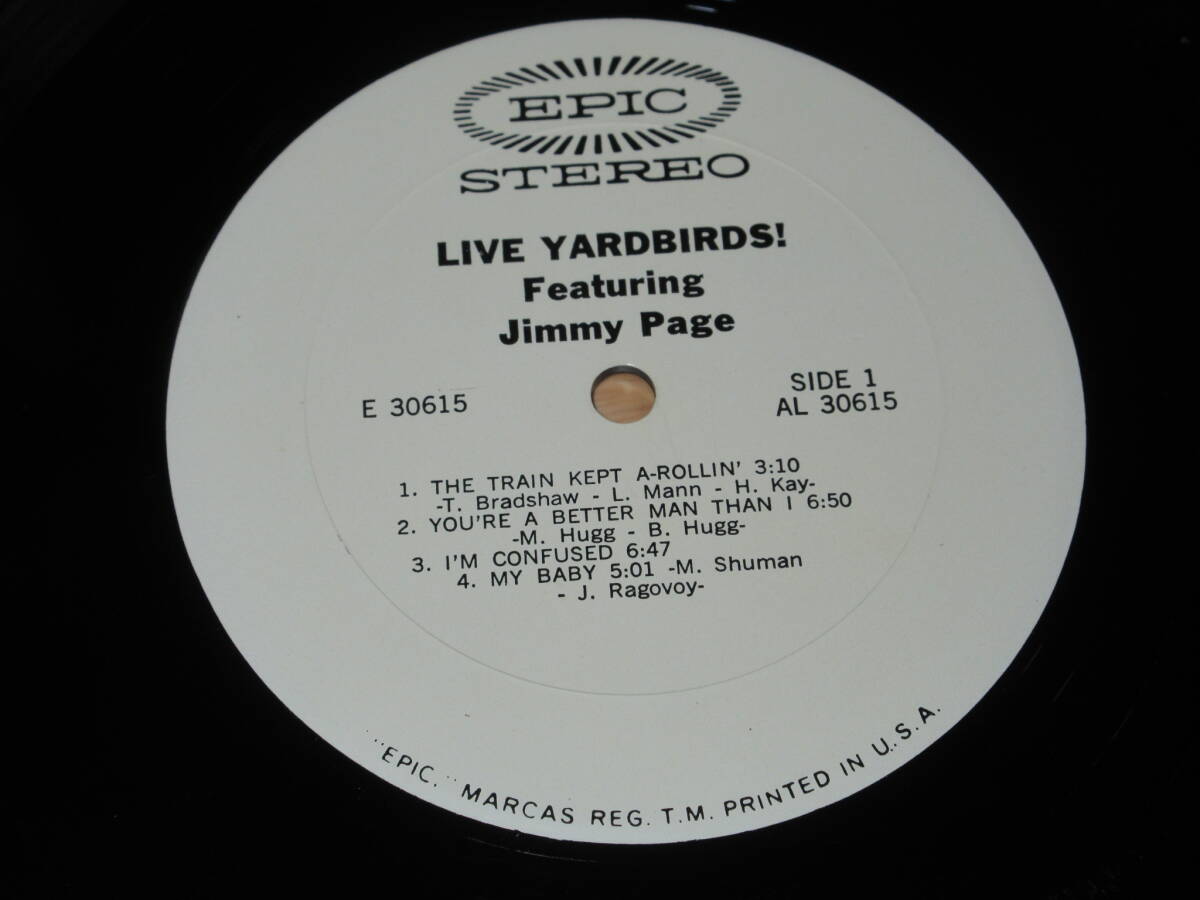 EPIC
STEREO
LIVE YARDBIRDS!
Featuring
Jimmy Page
E 30615
SIDE 1
AL 30615
1. THE TRAIN KEPT A-ROLLIN' 3:10
-T. Bradshaw - L. Mann - H. Kay-
2. YOU'RE A BETTER MAN THAN I 6:50
-M. Hugg - B. Hugg-
3. I'M CONFUSED 6:47
4. MY BABY 5:01 -M. Shuman
- J. Ragovoy-
"EPIC," MARCAS REG. T.M. PRINTED IN U.S.A.